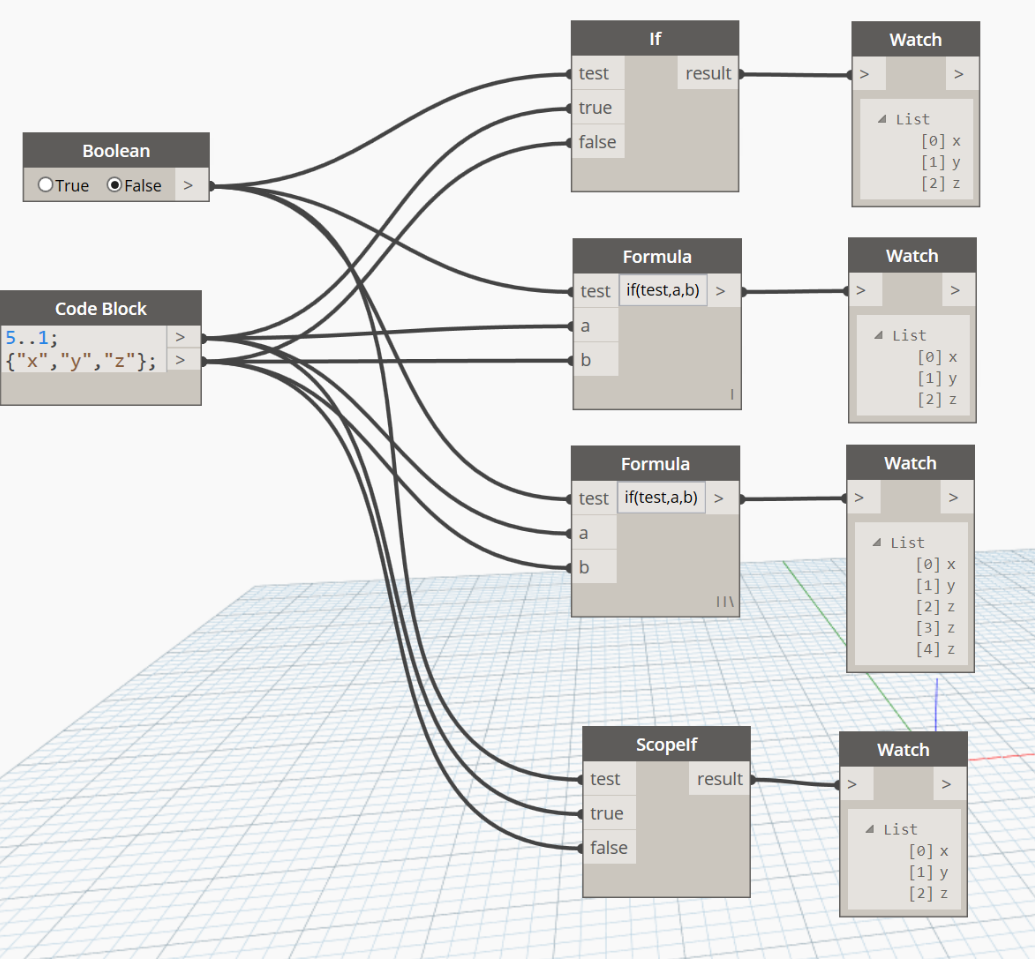 Boolean
True False >
Code Block
5..1; >
{"x","y","z"}; >
If
test result
true
false
Watch
> >
List
[0] x
[1] y
[2] z
Formula
test if(test,a,b) >
a
b
|
Watch
> >
List
[0] x
[1] y
[2] z
Formula
test if(test,a,b) >
a
b
||\
Watch
> >
List
[0] x
[1] y
[2] z
[3] z
[4] z
ScopeIf
test result
true
false
Watch
> >
List
[0] x
[1] y
[2] z